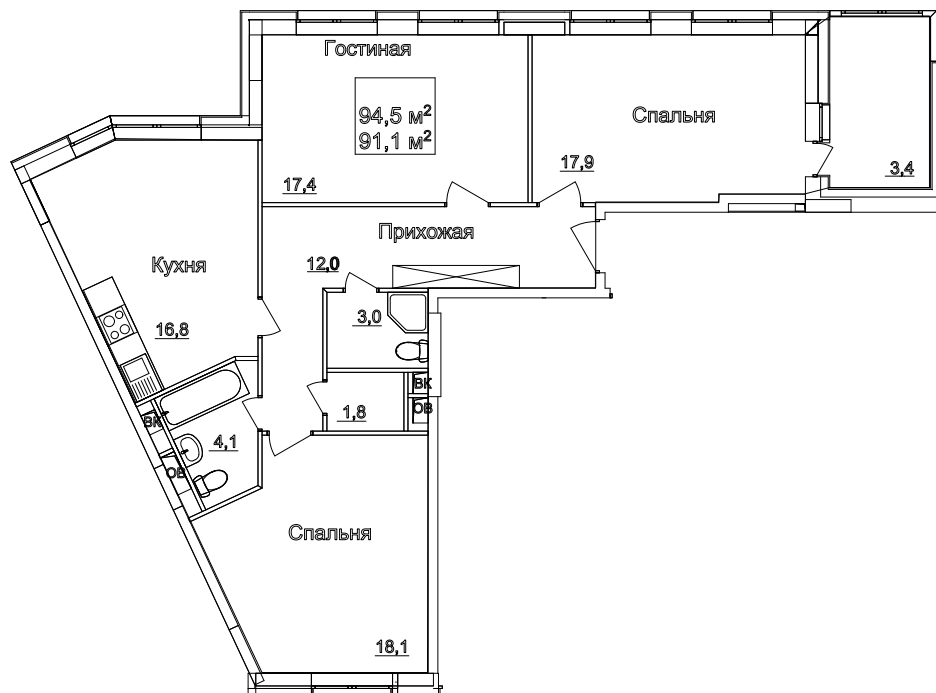 Гостиная
94,5 м²
91,1 м²
17,4
Спальня
17,9
3,4
Прихожая
12,0
Кухня
16,8
3,0
ВК
ОВ
1,8
ВК
4,1
ОВ
Спальня
18,1